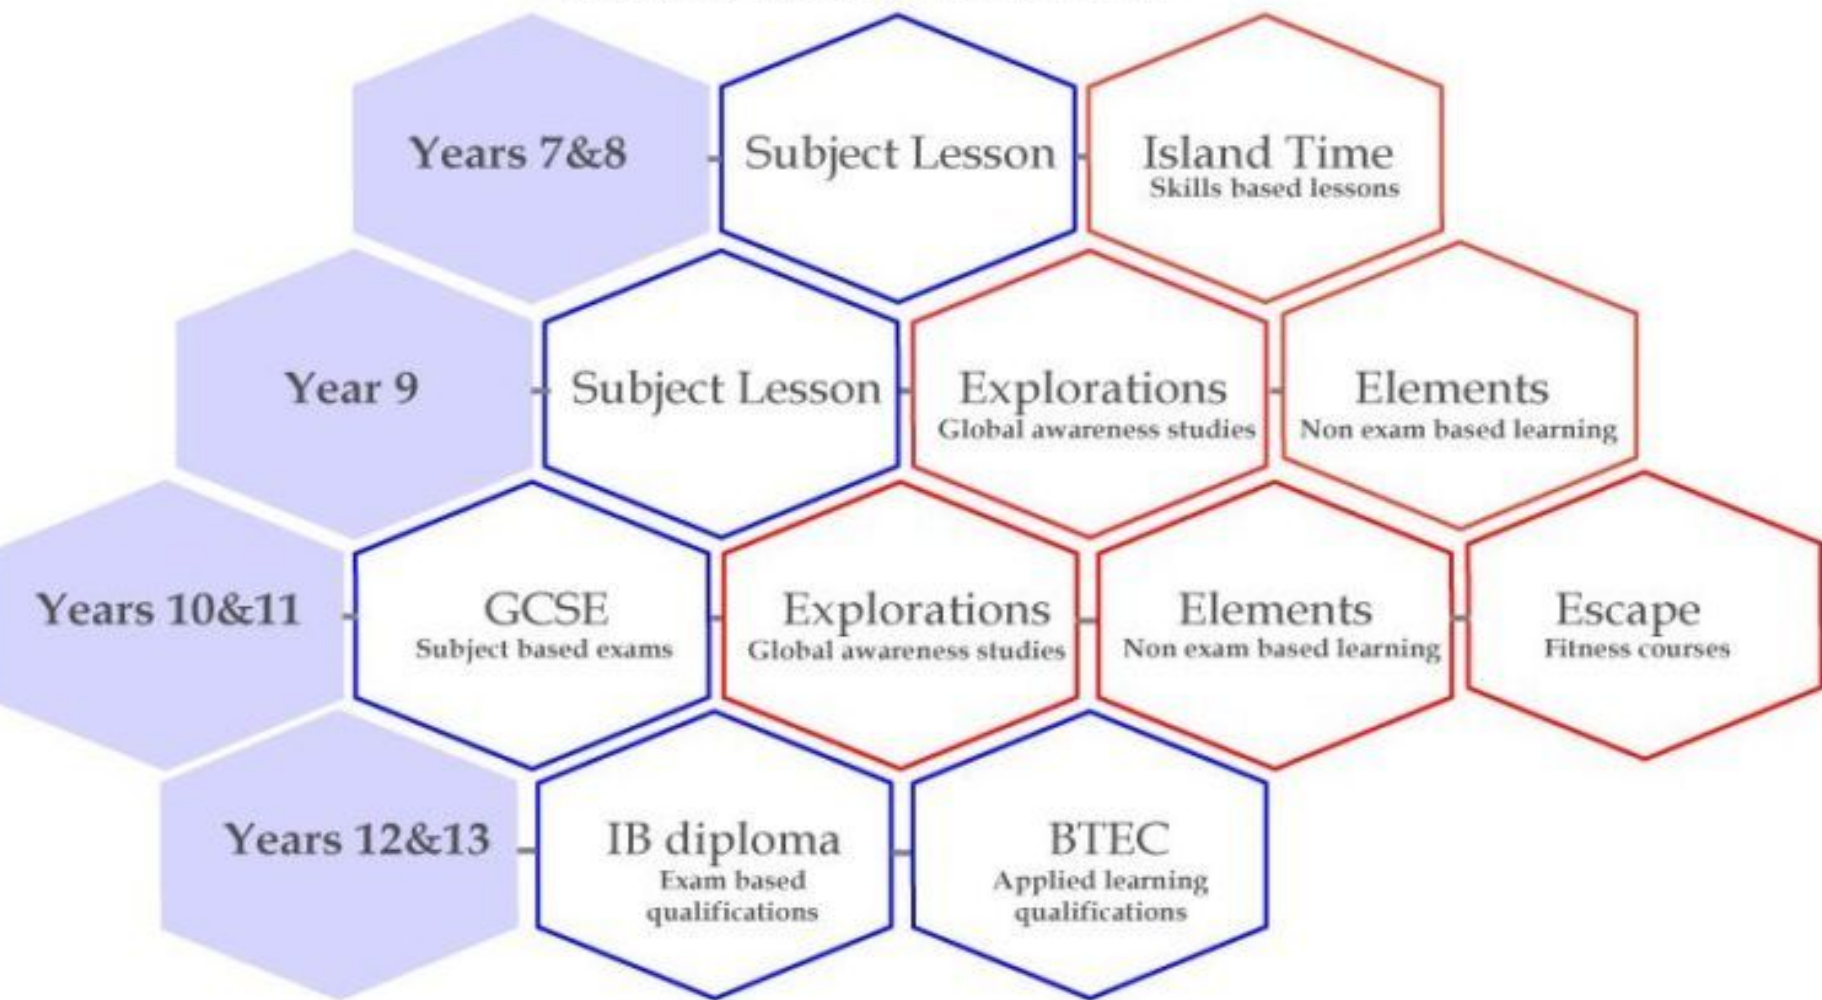 Years 7&8
Subject Lesson
Island Time
Skills based lessons
Year 9
Subject Lesson
Explorations
Global awareness studies
Elements
Non exam based learning
Years 10&11
GCSE
Subject based exams
Explorations
Global awareness studies
Elements
Non exam based learning
Escape
Fitness courses
Years 12&13
IB diploma
Exam based
qualifications
BTEC
Applied learning
qualifications